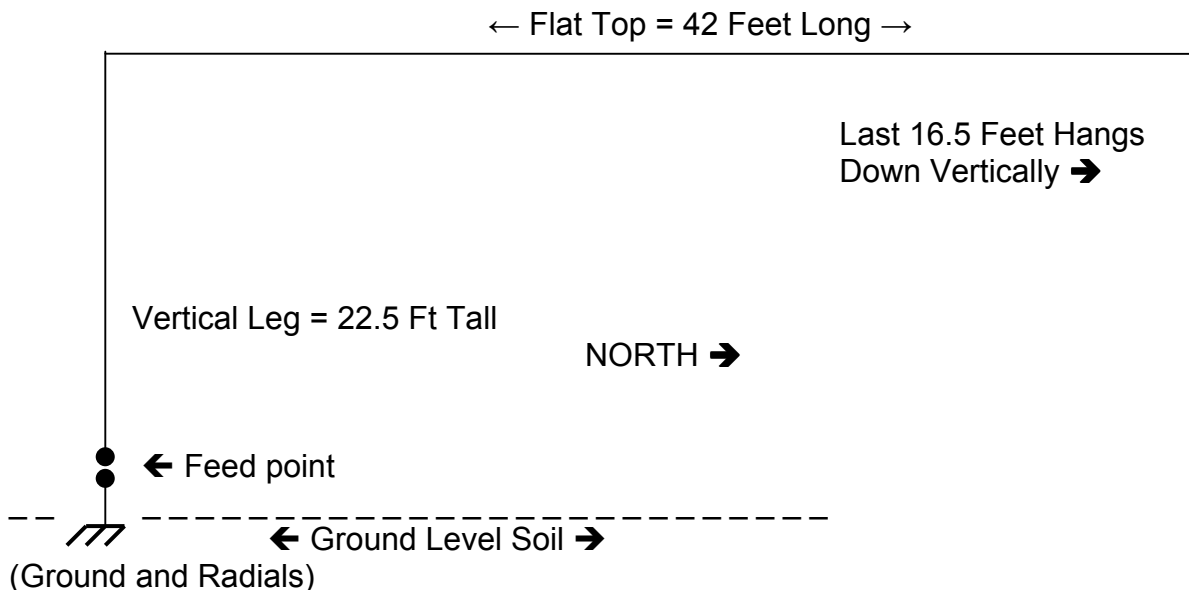 ← Flat Top = 42 Feet Long →
Last 16.5 Feet Hangs
Down Vertically 🡺
Vertical Leg = 22.5 Ft Tall
NORTH 🡺
🡸 Feed point
🡸 Ground Level Soil 🡺
(Ground and Radials)